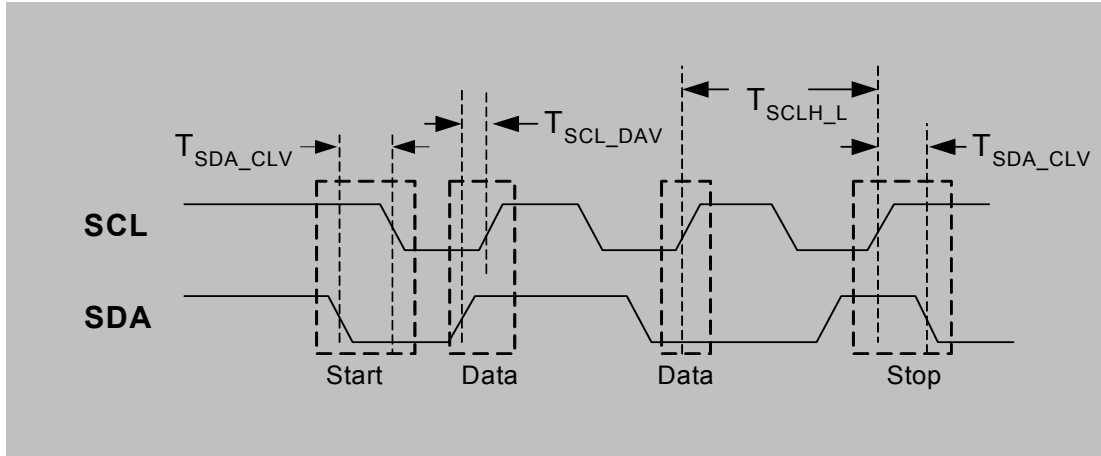 T_SCLH_L
T_SCL_DAV
T_SDA_CLV
T_SDA_CLV
SCL
SDA
Start Data Data Stop